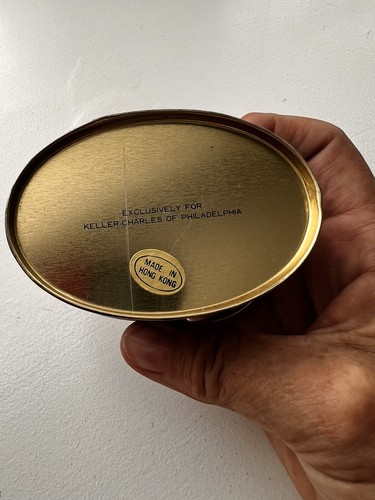 EXCLUSIVELY FOR
KELLER-CHARLES OF PHILADELPHIA
MADE IN
HONG KONG